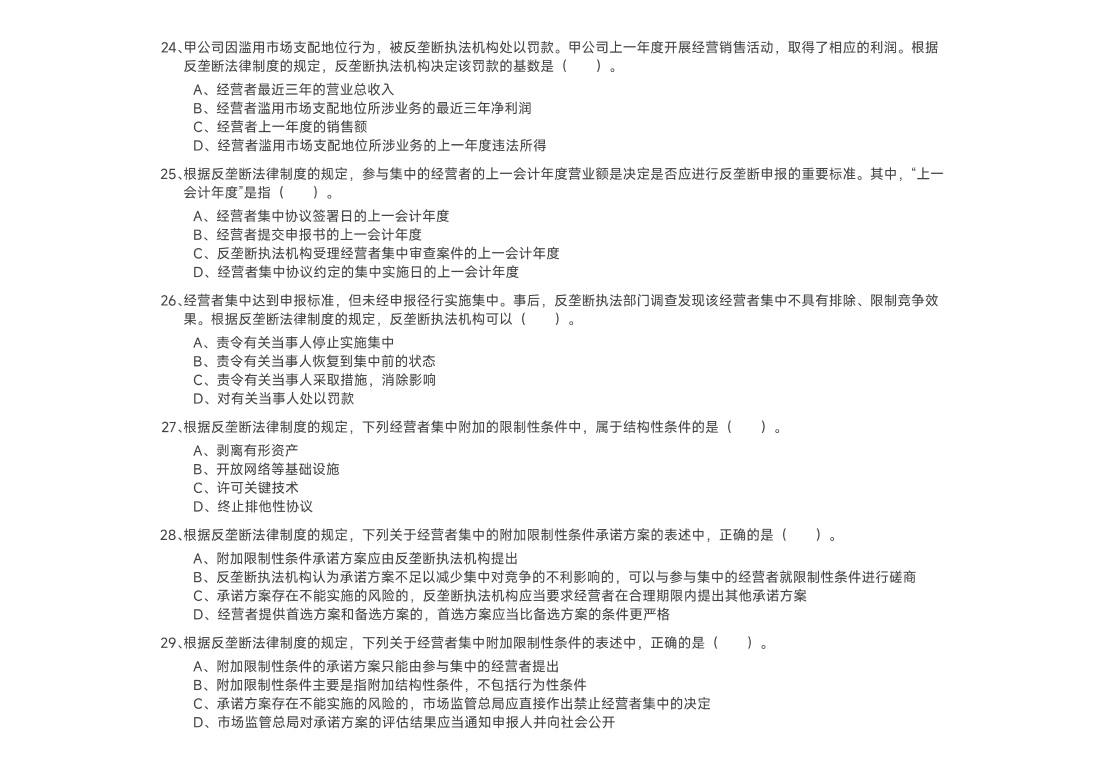 24、甲公司因滥用市场支配地位行为，被反垄断执法机构处以罚款。甲公司上一年度开展经营销售活动，取得了相应的利润。根据
反垄断法律制度的规定，反垄断执法机构决定该罚款的基数是（　　）。
A、经营者最近三年的营业总收入
B、经营者滥用市场支配地位所涉业务的最近三年净利润
C、经营者上一年度的销售额
D、经营者滥用市场支配地位所涉业务的上一年度违法所得
25、根据反垄断法律制度的规定，参与集中的经营者的上一会计年度营业额是决定是否应进行反垄断申报的重要标准。其中，“上一
会计年度”是指（　　）。
A、经营者集中协议签署日的上一会计年度
B、经营者提交申报书的上一会计年度
C、反垄断执法机构受理经营者集中审查案件的上一会计年度
D、经营者集中协议约定的集中实施日的上一会计年度
26、经营者集中达到申报标准，但未经申报径行实施集中。事后，反垄断执法部门调查发现该经营者集中不具有排除、限制竞争效
果。根据反垄断法律制度的规定，反垄断执法机构可以（　　）。
A、责令有关当事人停止实施集中
B、责令有关当事人恢复到集中前的状态
C、责令有关当事人采取措施，消除影响
D、对有关当事人处以罚款
27、根据反垄断法律制度的规定，下列经营者集中附加的限制性条件中，属于结构性条件的是（　　）。
A、剥离有形资产
B、开放网络等基础设施
C、许可关键技术
D、终止排他性协议
28、根据反垄断法律制度的规定，下列关于经营者集中的附加限制性条件承诺方案的表述中，正确的是（　　）。
A、附加限制性条件承诺方案应由反垄断执法机构提出
B、反垄断执法机构认为承诺方案不足以减少集中对竞争的不利影响的，可以与参与集中的经营者就限制性条件进行磋商
C、承诺方案存在不能实施的风险的，反垄断执法机构应当要求经营者在合理期限内提出其他承诺方案
D、经营者提供首选方案和备选方案的，首选方案应当比备选方案的条件更严格
29、根据反垄断法律制度的规定，下列关于经营者集中附加限制性条件的表述中，正确的是（　　）。
A、附加限制性条件的承诺方案只能由参与集中的经营者提出
B、附加限制性条件主要是指附加结构性条件，不包括行为性条件
C、承诺方案存在不能实施的风险的，市场监管总局应直接作出禁止经营者集中的决定
D、市场监管总局对承诺方案的评估结果应当通知申报人并向社会公开